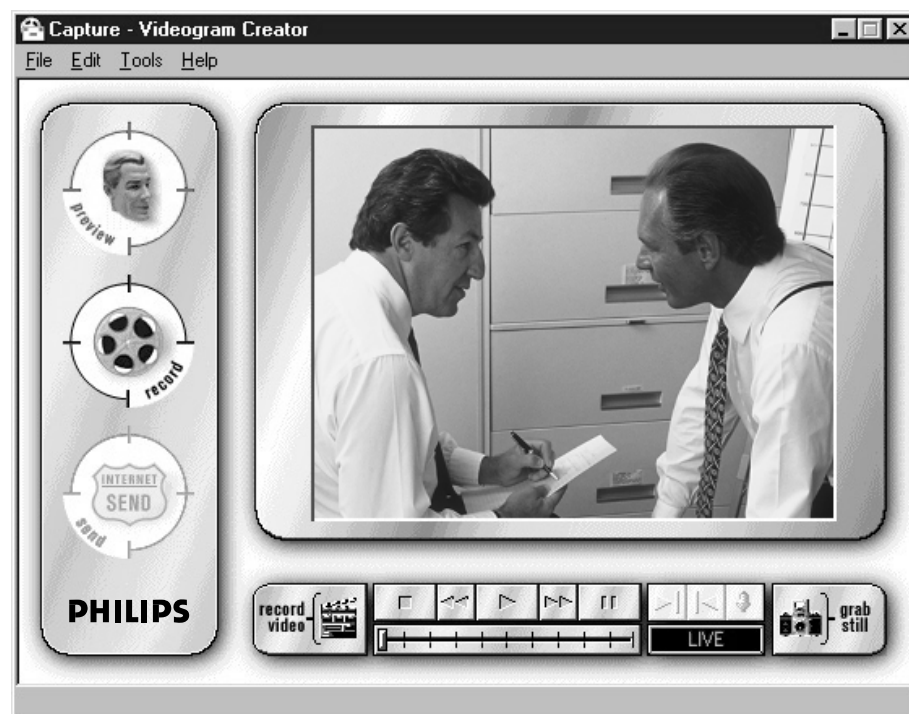 Capture - Videogram Creator
File Edit Tools Help
preview
record
INTERNET
SEND
send
PHILIPS
record
video
LIVE
grab
still